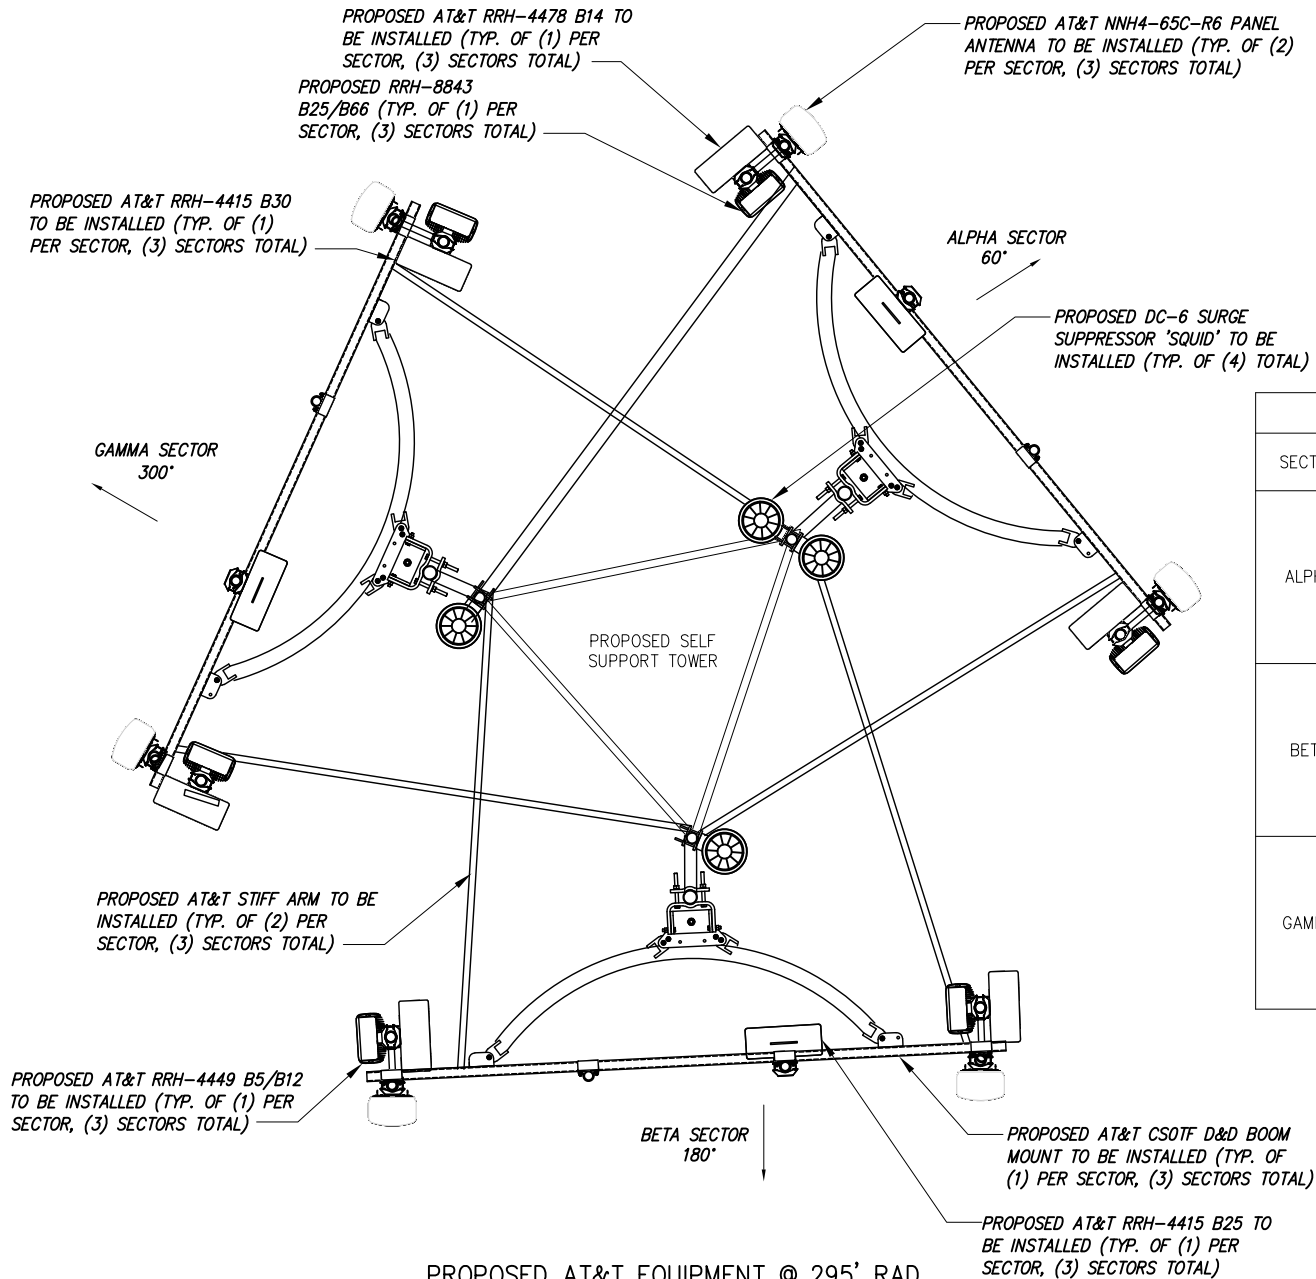 PROPOSED AT&T RRH-4478 B14 TO
BE INSTALLED (TYP. OF (1) PER
SECTOR, (3) SECTORS TOTAL)
PROPOSED RRH-8843
B25/B66 (TYP. OF (1) PER
SECTOR, (3) SECTORS TOTAL)
PROPOSED AT&T NNH4-65C-R6 PANEL
ANTENNA TO BE INSTALLED (TYP. OF (2)
PER SECTOR, (3) SECTORS TOTAL)
PROPOSED AT&T RRH-4415 B30
TO BE INSTALLED (TYP. OF (1)
PER SECTOR, (3) SECTORS TOTAL)
ALPHA SECTOR
60°
PROPOSED DC-6 SURGE
SUPPRESSOR 'SQUID' TO BE
INSTALLED (TYP. OF (4) TOTAL)
GAMMA SECTOR
300°
SECT
ALPH
BET
GAM
PROPOSED SELF
SUPPORT TOWER
PROPOSED AT&T STIFF ARM TO BE
INSTALLED (TYP. OF (2) PER
SECTOR, (3) SECTORS TOTAL)
PROPOSED AT&T RRH-4449 B5/B12
TO BE INSTALLED (TYP. OF (1) PER
SECTOR, (3) SECTORS TOTAL)
BETA SECTOR
180°
PROPOSED AT&T CSOTF D&D BOOM
MOUNT TO BE INSTALLED (TYP. OF
(1) PER SECTOR, (3) SECTORS TOTAL)
PROPOSED AT&T RRH-4415 B25 TO
BE INSTALLED (TYP. OF (1) PER
SECTOR, (3) SECTORS TOTAL)
PROPOSED AT&T EQUIPMENT @ 295' RAD